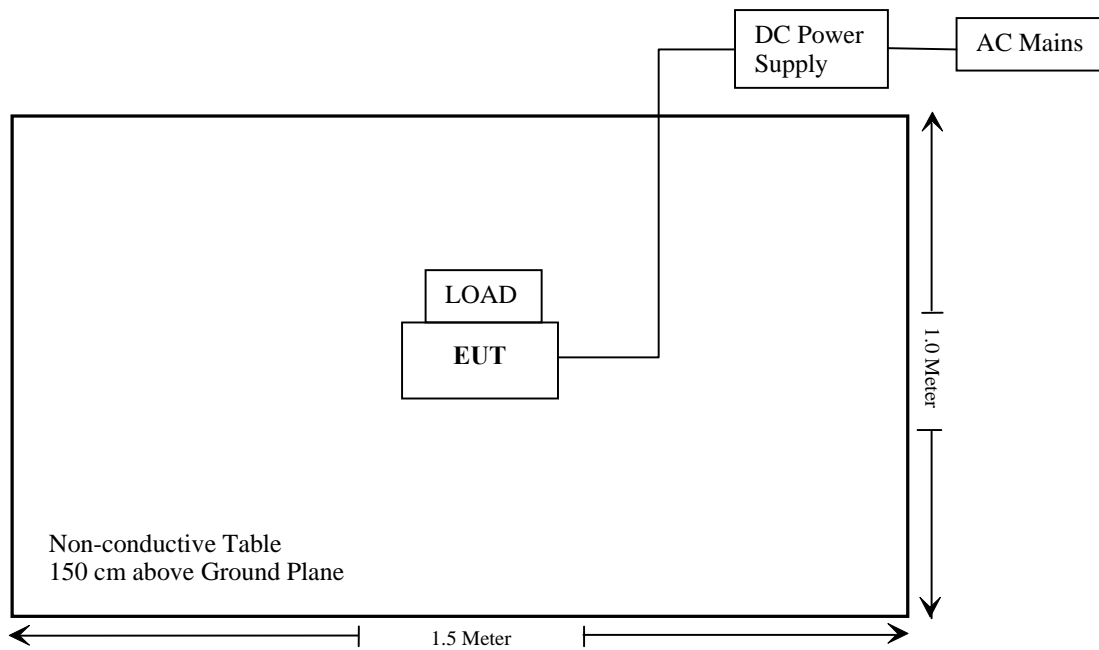 DC Power
Supply
AC Mains
LOAD
EUT
1.0 Meter
Non-conductive Table
150 cm above Ground Plane
1.5 Meter